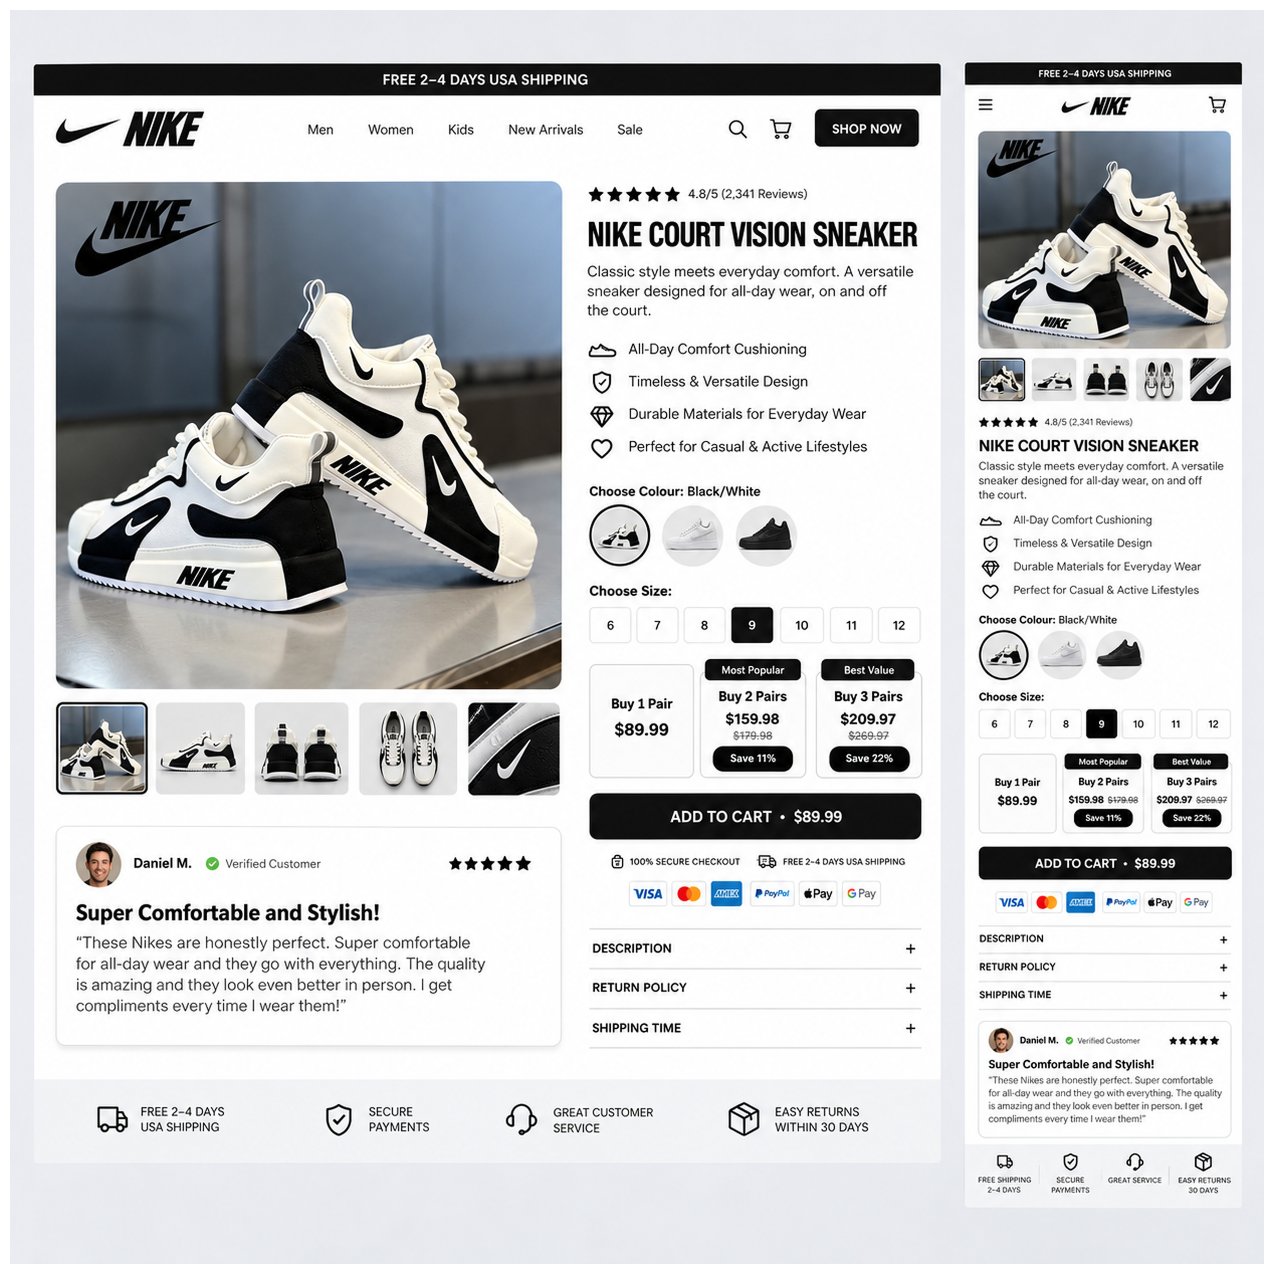 FREE 2–4 DAYS USA SHIPPING
NIKE
Men Women Kids New Arrivals Sale
SHOP NOW
NIKE
NIKE
NIKE
4.8/5 (2,341 Reviews)
NIKE COURT VISION SNEAKER
Classic style meets everyday comfort. A versatile
sneaker designed for all-day wear, on and off
the court.
All-Day Comfort Cushioning
Timeless & Versatile Design
Durable Materials for Everyday Wear
Perfect for Casual & Active Lifestyles
Choose Colour: Black/White
Choose Size:
6 7 8 9 10 11 12
Buy 1 Pair
$89.99
Most Popular
Buy 2 Pairs
$159.98
$179.98
Save 11%
Best Value
Buy 3 Pairs
$209.97
$269.97
Save 22%
ADD TO CART • $89.99
100% SECURE CHECKOUT FREE 2–4 DAYS USA SHIPPING
VISA AMEX PayPal Pay G Pay
DESCRIPTION +
RETURN POLICY +
SHIPPING TIME +
Daniel M. Verified Customer
Super Comfortable and Stylish!
“These Nikes are honestly perfect. Super comfortable
for all-day wear and they go with everything. The quality
is amazing and they look even better in person. I get
compliments every time I wear them!”
FREE 2–4 DAYS
USA SHIPPING
SECURE
PAYMENTS
GREAT CUSTOMER
SERVICE
EASY RETURNS
WITHIN 30 DAYS
FREE 2–4 DAYS USA SHIPPING
NIKE
NIKE
NIKE
NIKE
4.8/5 (2,341 Reviews)
NIKE COURT VISION SNEAKER
Classic style meets everyday comfort. A versatile
sneaker designed for all-day wear, on and off
the court.
All-Day Comfort Cushioning
Timeless & Versatile Design
Durable Materials for Everyday Wear
Perfect for Casual & Active Lifestyles
Choose Colour: Black/White
Choose Size:
6 7 8 9 10 11 12
Buy 1 Pair
$89.99
Most Popular
Buy 2 Pairs
$159.98 $179.98
Save 11%
Best Value
Buy 3 Pairs
$209.97 $269.97
Save 22%
ADD TO CART • $89.99
VISA AMEX PayPal Pay G Pay
DESCRIPTION +
RETURN POLICY +
SHIPPING TIME +
Daniel M. Verified Customer
Super Comfortable and Stylish!
“These Nikes are honestly perfect. Super comfortable
for all-day wear and they go with everything. The quality
is amazing and they look even better in person. I get
compliments every time I wear them!”
FREE SHIPPING
2–4 DAYS
SECURE
PAYMENTS
GREAT SERVICE
EASY RETURNS
30 DAYS